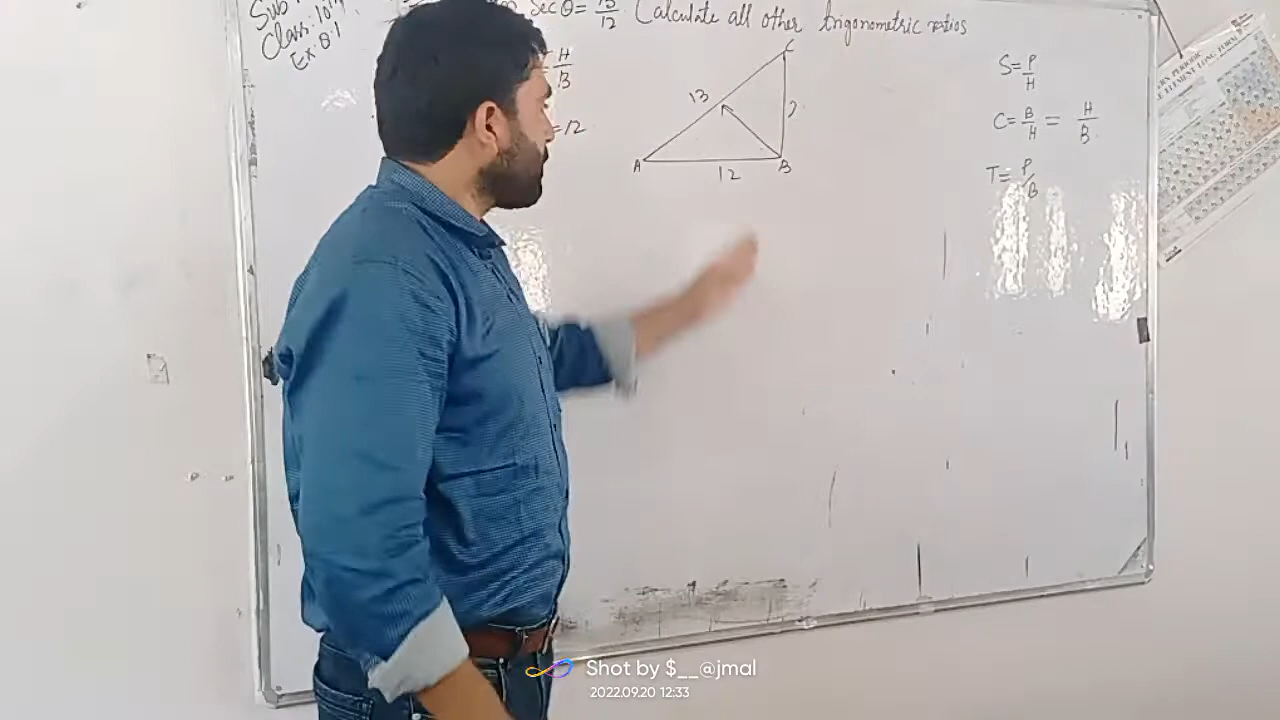 Sub
Class: 10th
Ex: 8.1
Sec θ = 13/12. Calculate all other trigonometric ratios
H/B
= 12
C
13
A
12
B
S = P/H
C = B/H = H/B
T = P/B
Shot by $__@jmal
2022.09.20 12:33